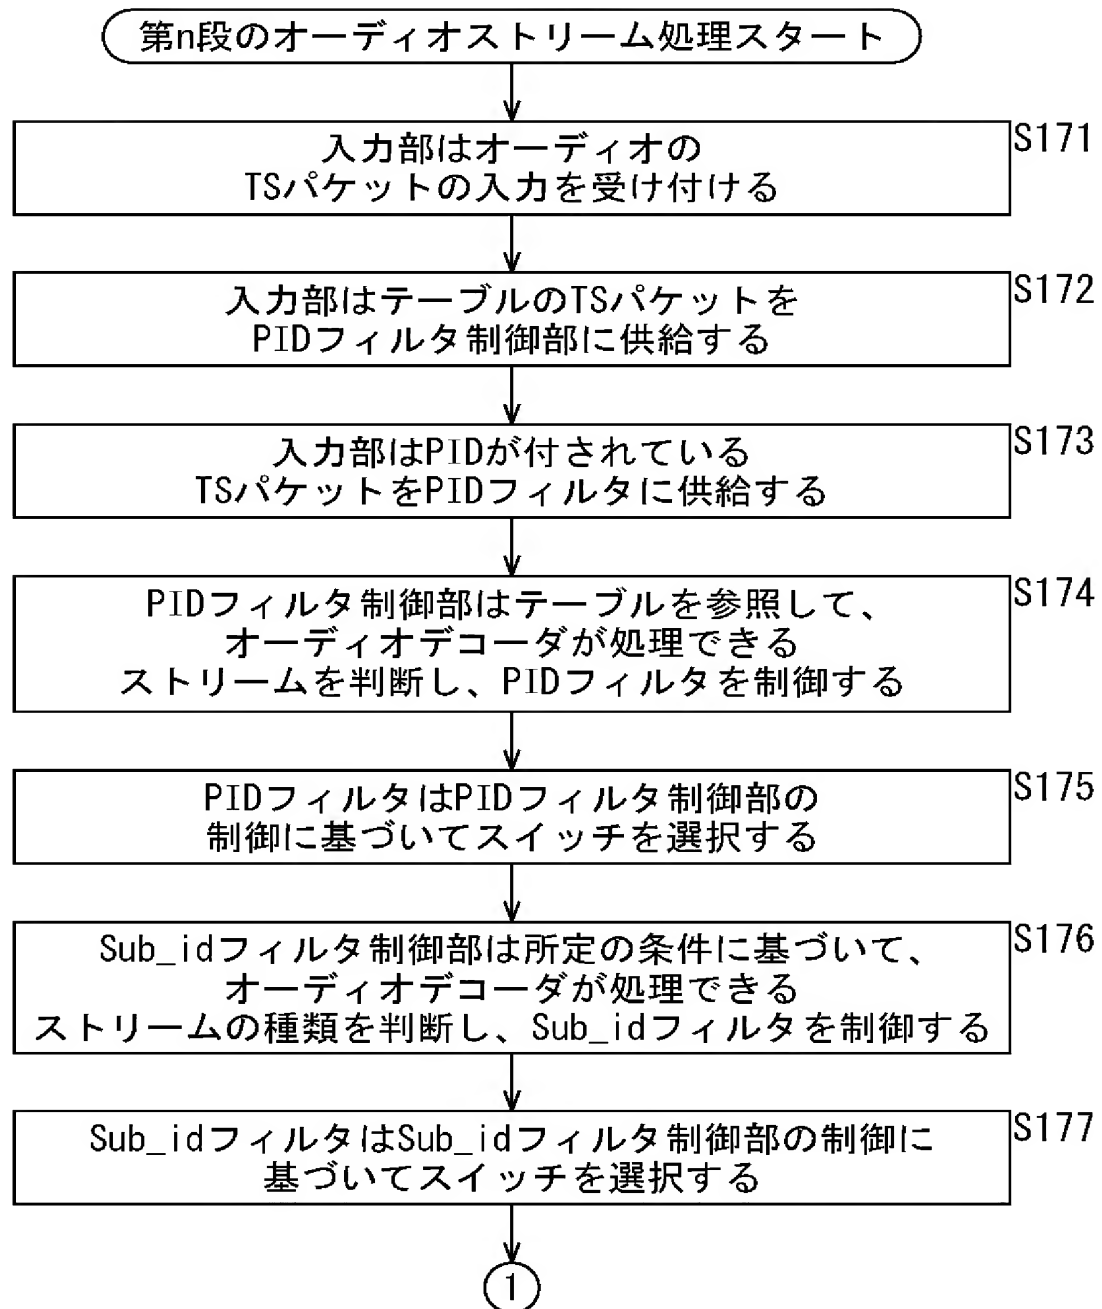 第n段のオーディオストリーム処理スタート
S171
入力部はオーディオの
TSパケットの入力を受け付ける
S172
入力部はテーブルのTSパケットを
PIDフィルタ制御部に供給する
S173
入力部はPIDが付されている
TSパケットをPIDフィルタに供給する
S174
PIDフィルタ制御部はテーブルを参照して、
オーディオデコーダが処理できる
ストリームを判断し、PIDフィルタを制御する
S175
PIDフィルタはPIDフィルタ制御部の
制御に基づいてスイッチを選択する
S176
Sub_idフィルタ制御部は所定の条件に基づいて、
オーディオデコーダが処理できる
ストリームの種類を判断し、Sub_idフィルタを制御する
S177
Sub_idフィルタはSub_idフィルタ制御部の制御に
基づいてスイッチを選択する
1